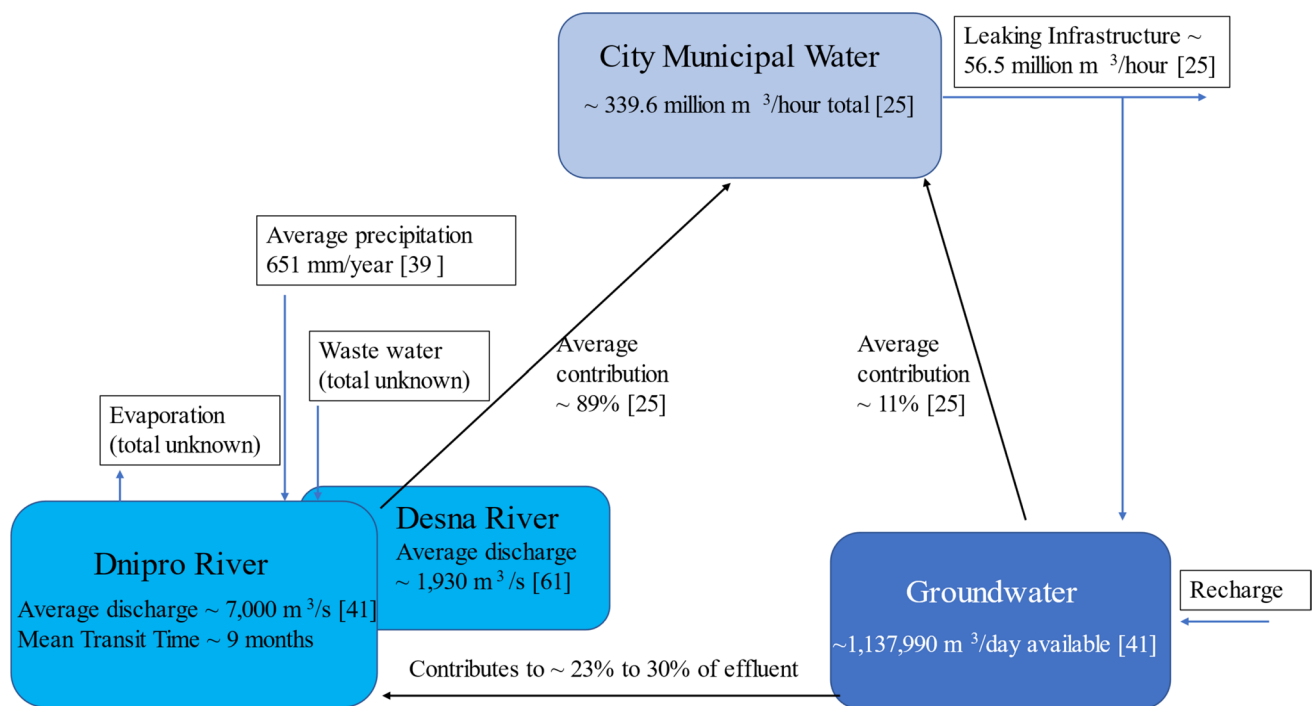 City Municipal Water
~ 339.6 million m 3/hour total [25]
Leaking Infrastructure ~
56.5 million m 3/hour [25]
Average precipitation
651 mm/year [39 ]
Waste water
(total unknown)
Evaporation
(total unknown)
Average
contribution
~ 89% [25]
Average
contribution
~ 11% [25]
Desna River
Average discharge
~ 1,930 m 3/s [61]
Dnipro River
Average discharge ~ 7,000 m 3/s [41]
Mean Transit Time ~ 9 months
Groundwater
~1,137,990 m 3/day available [41]
Recharge
Contributes to ~ 23% to 30% of effluent